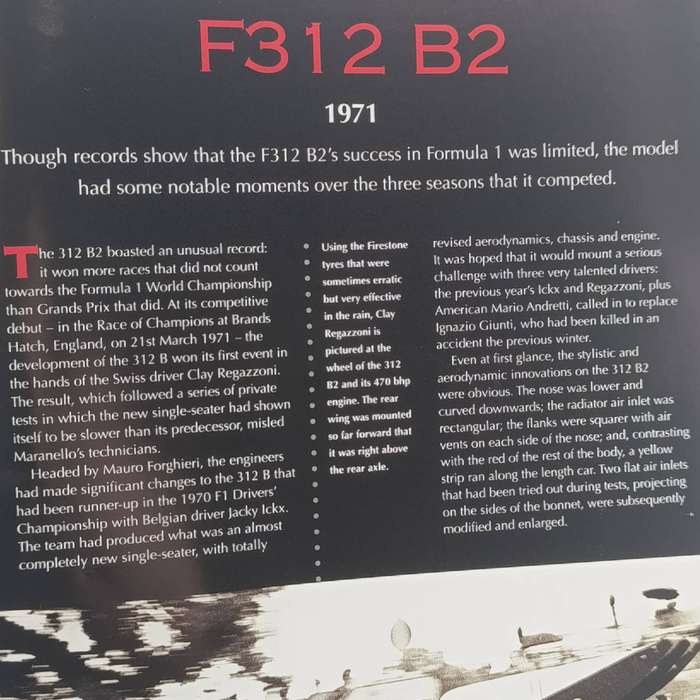 F312 B2
1971
Though records show that the F312 B2's success in Formula 1 was limited, the model
had some notable moments over the three seasons that it competed.
The 312 B2 boasted an unusual record:
it won more races that did not count
towards the Formula 1 World Championship
than Grands Prix that did. At its competitive
debut – in the Race of Champions at Brands
Hatch, England, on 21st March 1971 – the
development of the 312 B won its first event in
the hands of the Swiss driver Clay Regazzoni.
The result, which followed a series of private
tests in which the new single-seater had shown
itself to be slower than its predecessor, misled
Maranello's technicians.
Headed by Mauro Forghieri, the engineers
had made significant changes to the 312 B that
had been runner-up in the 1970 F1 Drivers'
Championship with Belgian driver Jacky Ickx.
The team had produced what was an almost
completely new single-seater, with totally
Using the Firestone
tyres that were
sometimes erratic
but very effective
in the rain, Clay
Regazzoni is
pictured at the
wheel of the 312
B2 and its 470 bhp
engine. The rear
wing was mounted
so far forward that
it was right above
the rear axle.
revised aerodynamics, chassis and engine.
It was hoped that it would mount a serious
challenge with three very talented drivers:
the previous year's Ickx and Regazzoni, plus
American Mario Andretti, called in to replace
Ignazio Giunti, who had been killed in an
accident the previous winter.
Even at first glance, the stylistic and
aerodynamic innovations on the 312 B2
were obvious. The nose was lower and
curved downwards; the radiator air inlet was
rectangular; the flanks were squarer with air
vents on each side of the nose; and, contrasting
with the red of the rest of the body, a yellow
strip ran along the length car. Two flat air inlets
that had been tried out during tests, projecting
on the sides of the bonnet, were subsequently
modified and enlarged.